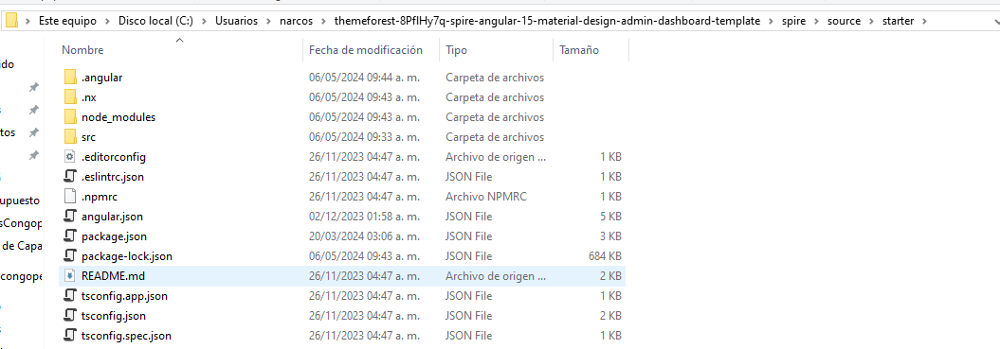 Este equipo > Disco local (C:) > Usuarios > narcos > themeforest-8PflHy7q-spire-angular-15-material-design-admin-dashboard-template > spire > source > starter >
Nombre Fecha de modificación Tipo Tamaño
ido
.angular 06/05/2024 09:44 a. m. Carpeta de archivos
.nx 06/05/2024 09:43 a. m. Carpeta de archivos
node_modules 06/05/2024 09:43 a. m. Carpeta de archivos
tos
src 06/05/2024 09:33 a. m. Carpeta de archivos
.editorconfig 26/11/2023 04:47 a. m. Archivo de origen ... 1 KB
.eslintrc.json 26/11/2023 04:47 a. m. JSON File 1 KB
upuesto
.npmrc 26/11/2023 04:47 a. m. Archivo NPMRC 1 KB
sCongop
angular.json 02/12/2023 01:58 a. m. JSON File 5 KB
de Capa
package.json 20/03/2024 03:06 a. m. JSON File 3 KB
package-lock.json 06/05/2024 09:43 a. m. JSON File 684 KB
congope
README.md 26/11/2023 04:47 a. m. Archivo de origen ... 2 KB
tsconfig.app.json 26/11/2023 04:47 a. m. JSON File 1 KB
tsconfig.json 26/11/2023 04:47 a. m. JSON File 2 KB
tsconfig.spec.json 26/11/2023 04:47 a. m. JSON File 1 KB